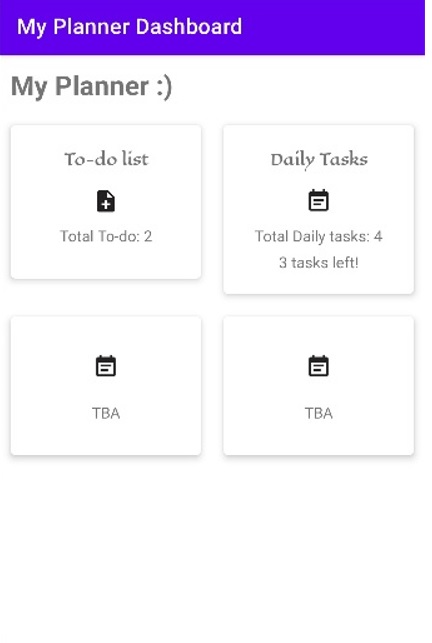 My Planner Dashboard
My Planner :)
To-do list
Total To-do: 2
Daily Tasks
Total Daily tasks: 4
3 tasks left!
TBA
TBA